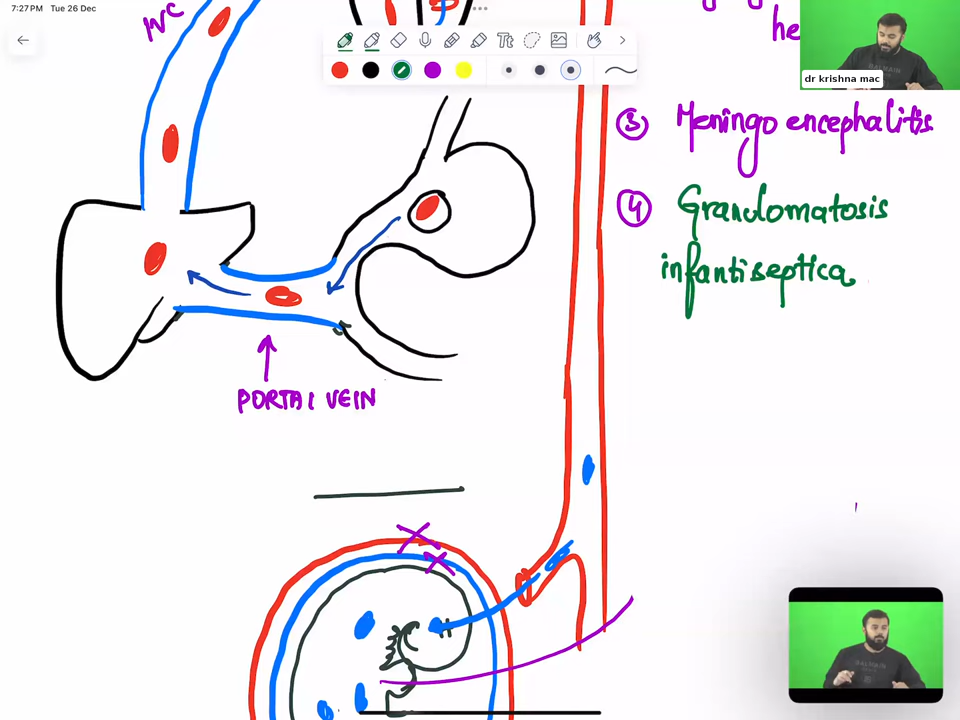 7:27 PM Tue 26 Dec
IVC
he
Tt
dr krishna mac
③ Meningo encephalitis
④ Granulomatosis
infantiseptica
PORTAL VEIN